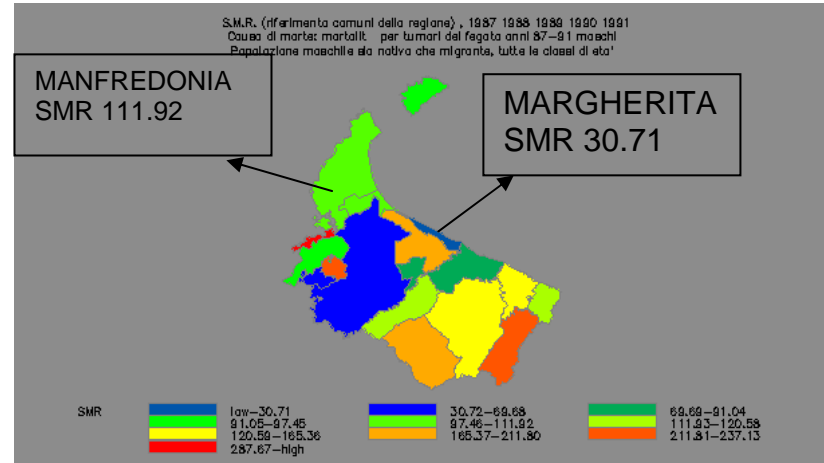 S.M.R. (riferimento comuni della regione) , 1987 1988 1989 1990 1991
Causa di morte: mortalit per tumori del fegato anni 87-91 maschi
Popolazione maschile sia nativa che migrante, tutte le classi di eta'
MANFREDONIA
SMR 111.92
MARGHERITA
SMR 30.71
SMR
low-30.71
30.72-69.68
69.69-91.04
91.05-97.45
97.46-111.92
111.93-120.58
120.59-165.36
165.37-211.80
211.81-237.13
287.67-high